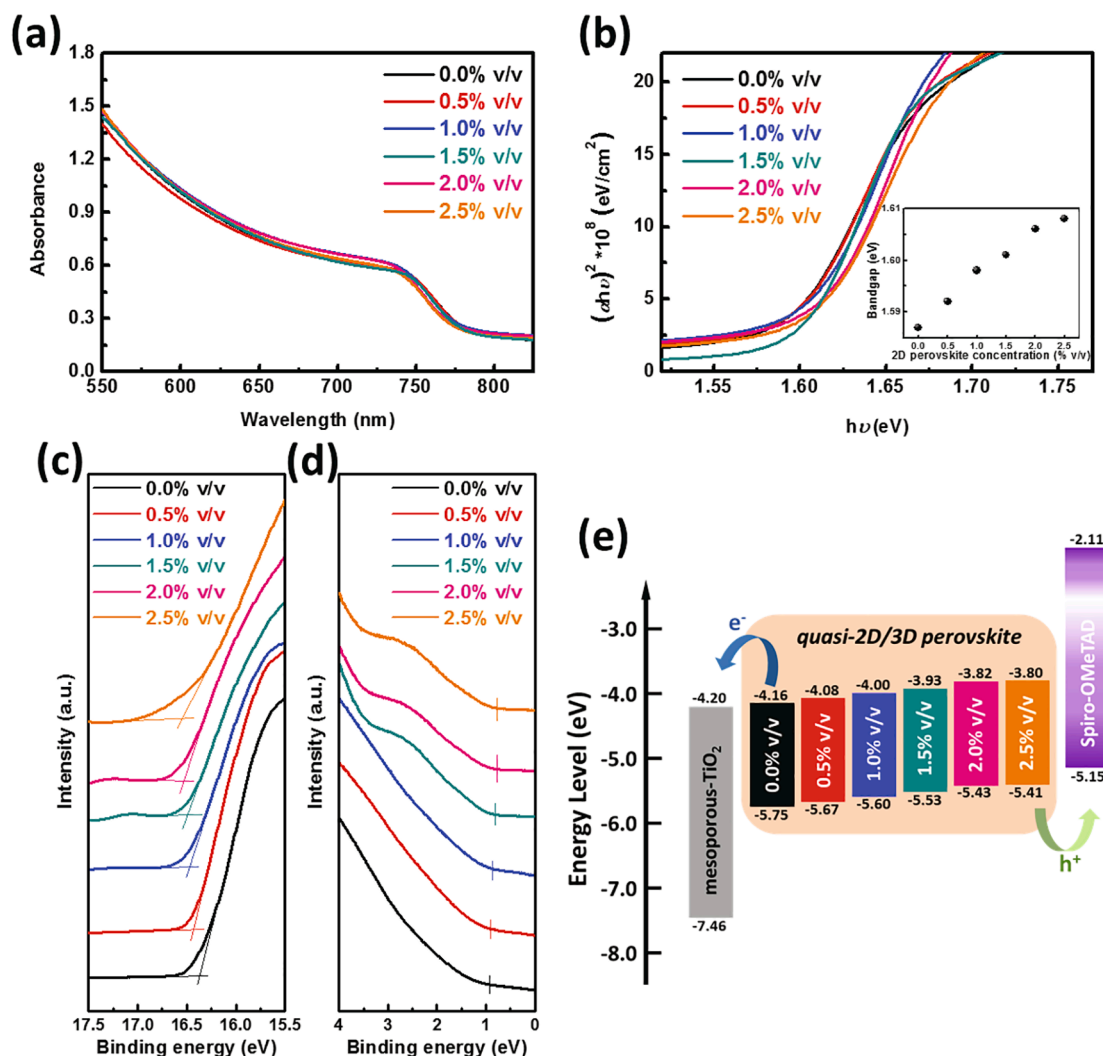 (a)
1.8
1.5
1.2
0.9
0.6
0.3
0.0
Absorbance
0.0% v/v
0.5% v/v
1.0% v/v
1.5% v/v
2.0% v/v
2.5% v/v
550 600 650 700 750 800
Wavelength (nm)
(b)
20
15
10
5
0
(αhυ)² *10⁸ (eV/cm²)
0.0% v/v
0.5% v/v
1.0% v/v
1.5% v/v
2.0% v/v
2.5% v/v
1.61
1.60
1.59
Bandgap (eV)
0.0 0.5 1.0 1.5 2.0 2.5
2D perovskite concentration (% v/v)
1.55 1.60 1.65 1.70 1.75
hυ (eV)
(c)
0.0% v/v
0.5% v/v
1.0% v/v
1.5% v/v
2.0% v/v
2.5% v/v
Intensity (a.u.)
17.5 17.0 16.5 16.0 15.5
Binding energy (eV)
(d)
0.0% v/v
0.5% v/v
1.0% v/v
1.5% v/v
2.0% v/v
2.5% v/v
Intensity (a.u.)
4 3 2 1 0
Binding energy (eV)
(e)
Energy Level (eV)
-3.0
-4.0
-5.0
-6.0
-7.0
-8.0
e⁻
quasi-2D/3D perovskite
-4.20
mesoporous-TiO₂
-7.46
-4.16 -4.08 -4.00 -3.93 -3.82 -3.80
0.0% v/v
0.5% v/v
1.0% v/v
1.5% v/v
2.0% v/v
2.5% v/v
-5.75 -5.67 -5.60 -5.53 -5.43 -5.41
-2.11
Spiro-OMeTAD
-5.15
h⁺